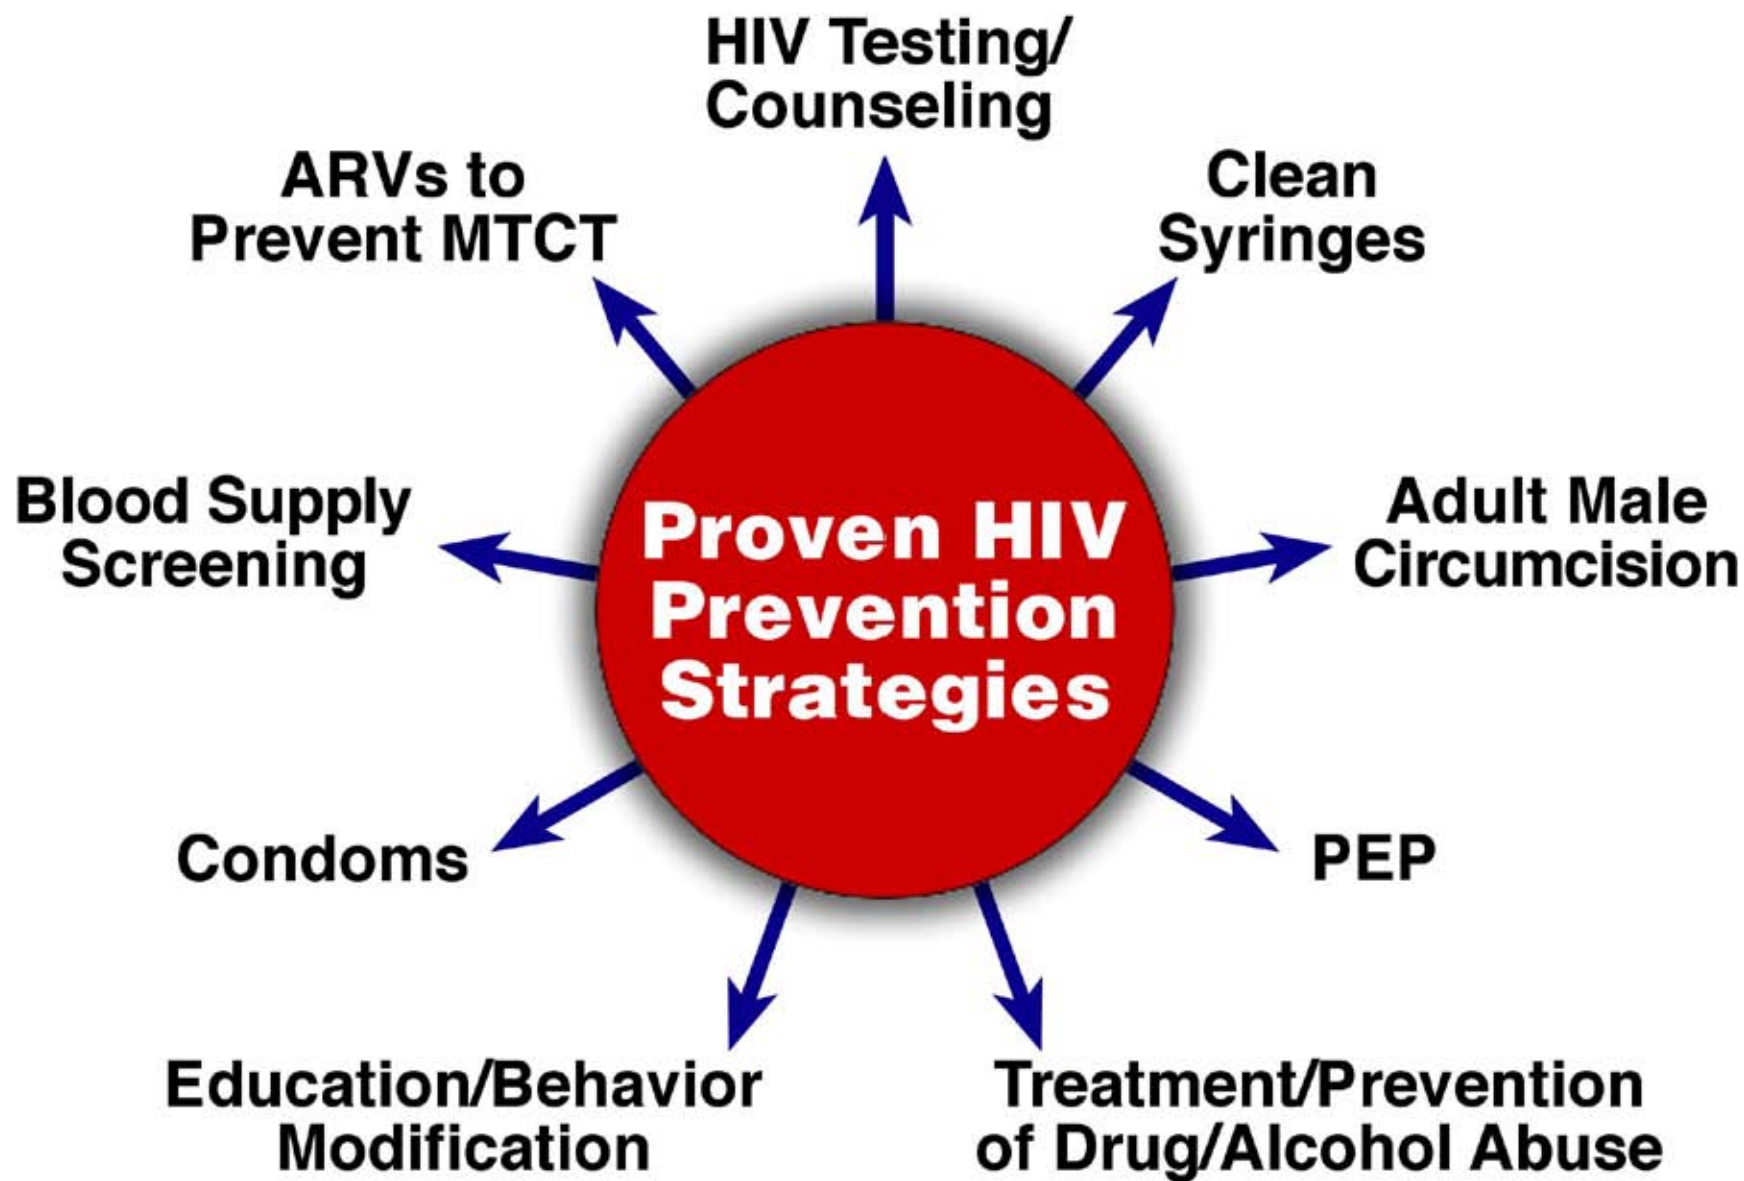 HIV Testing/
Counseling
ARVs to
Prevent MTCT
Clean
Syringes
Blood Supply
Screening
Proven HIV
Prevention
Strategies
Adult Male
Circumcision
Condoms
PEP
Education/Behavior
Modification
Treatment/Prevention
of Drug/Alcohol Abuse